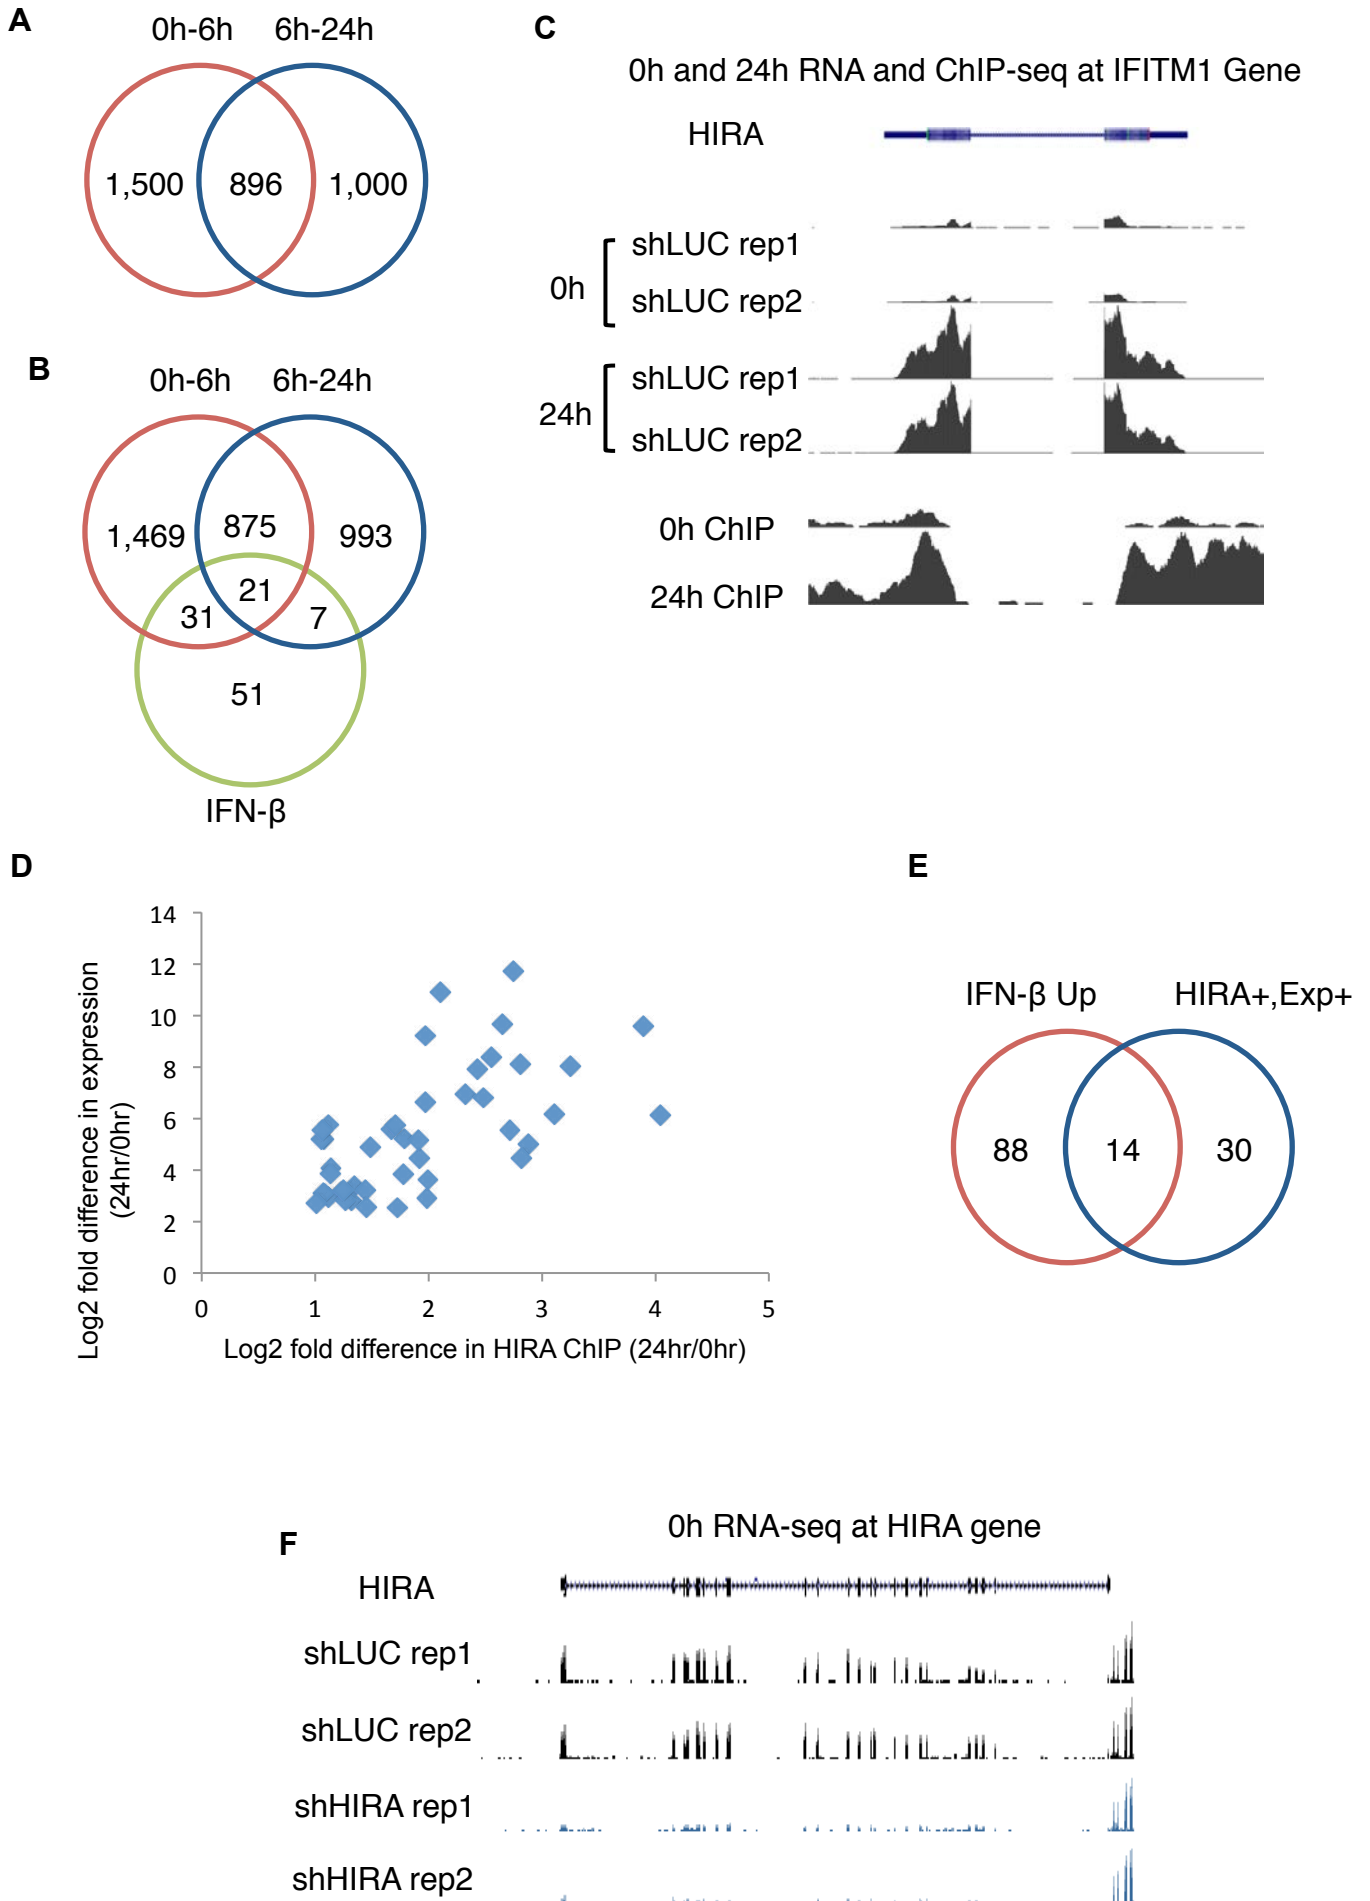 A
0h-6h 6h-24h
1,500 896 1,000
B
0h-6h 6h-24h
1,469 875 993
21
31 7
51
IFN-β
C
0h and 24h RNA and ChIP-seq at IFITM1 Gene
HIRA
0h
shLUC rep1
shLUC rep2
24h
shLUC rep1
shLUC rep2
0h ChIP
24h ChIP
D
Log2 fold difference in expression
(24hr/0hr)
14
12
10
8
6
4
2
0
0 1 2 3 4 5
Log2 fold difference in HIRA ChIP (24hr/0hr)
E
IFN-β Up HIRA+,Exp+
88 14 30
F
0h RNA-seq at HIRA gene
HIRA
shLUC rep1
shLUC rep2
shHIRA rep1
shHIRA rep2